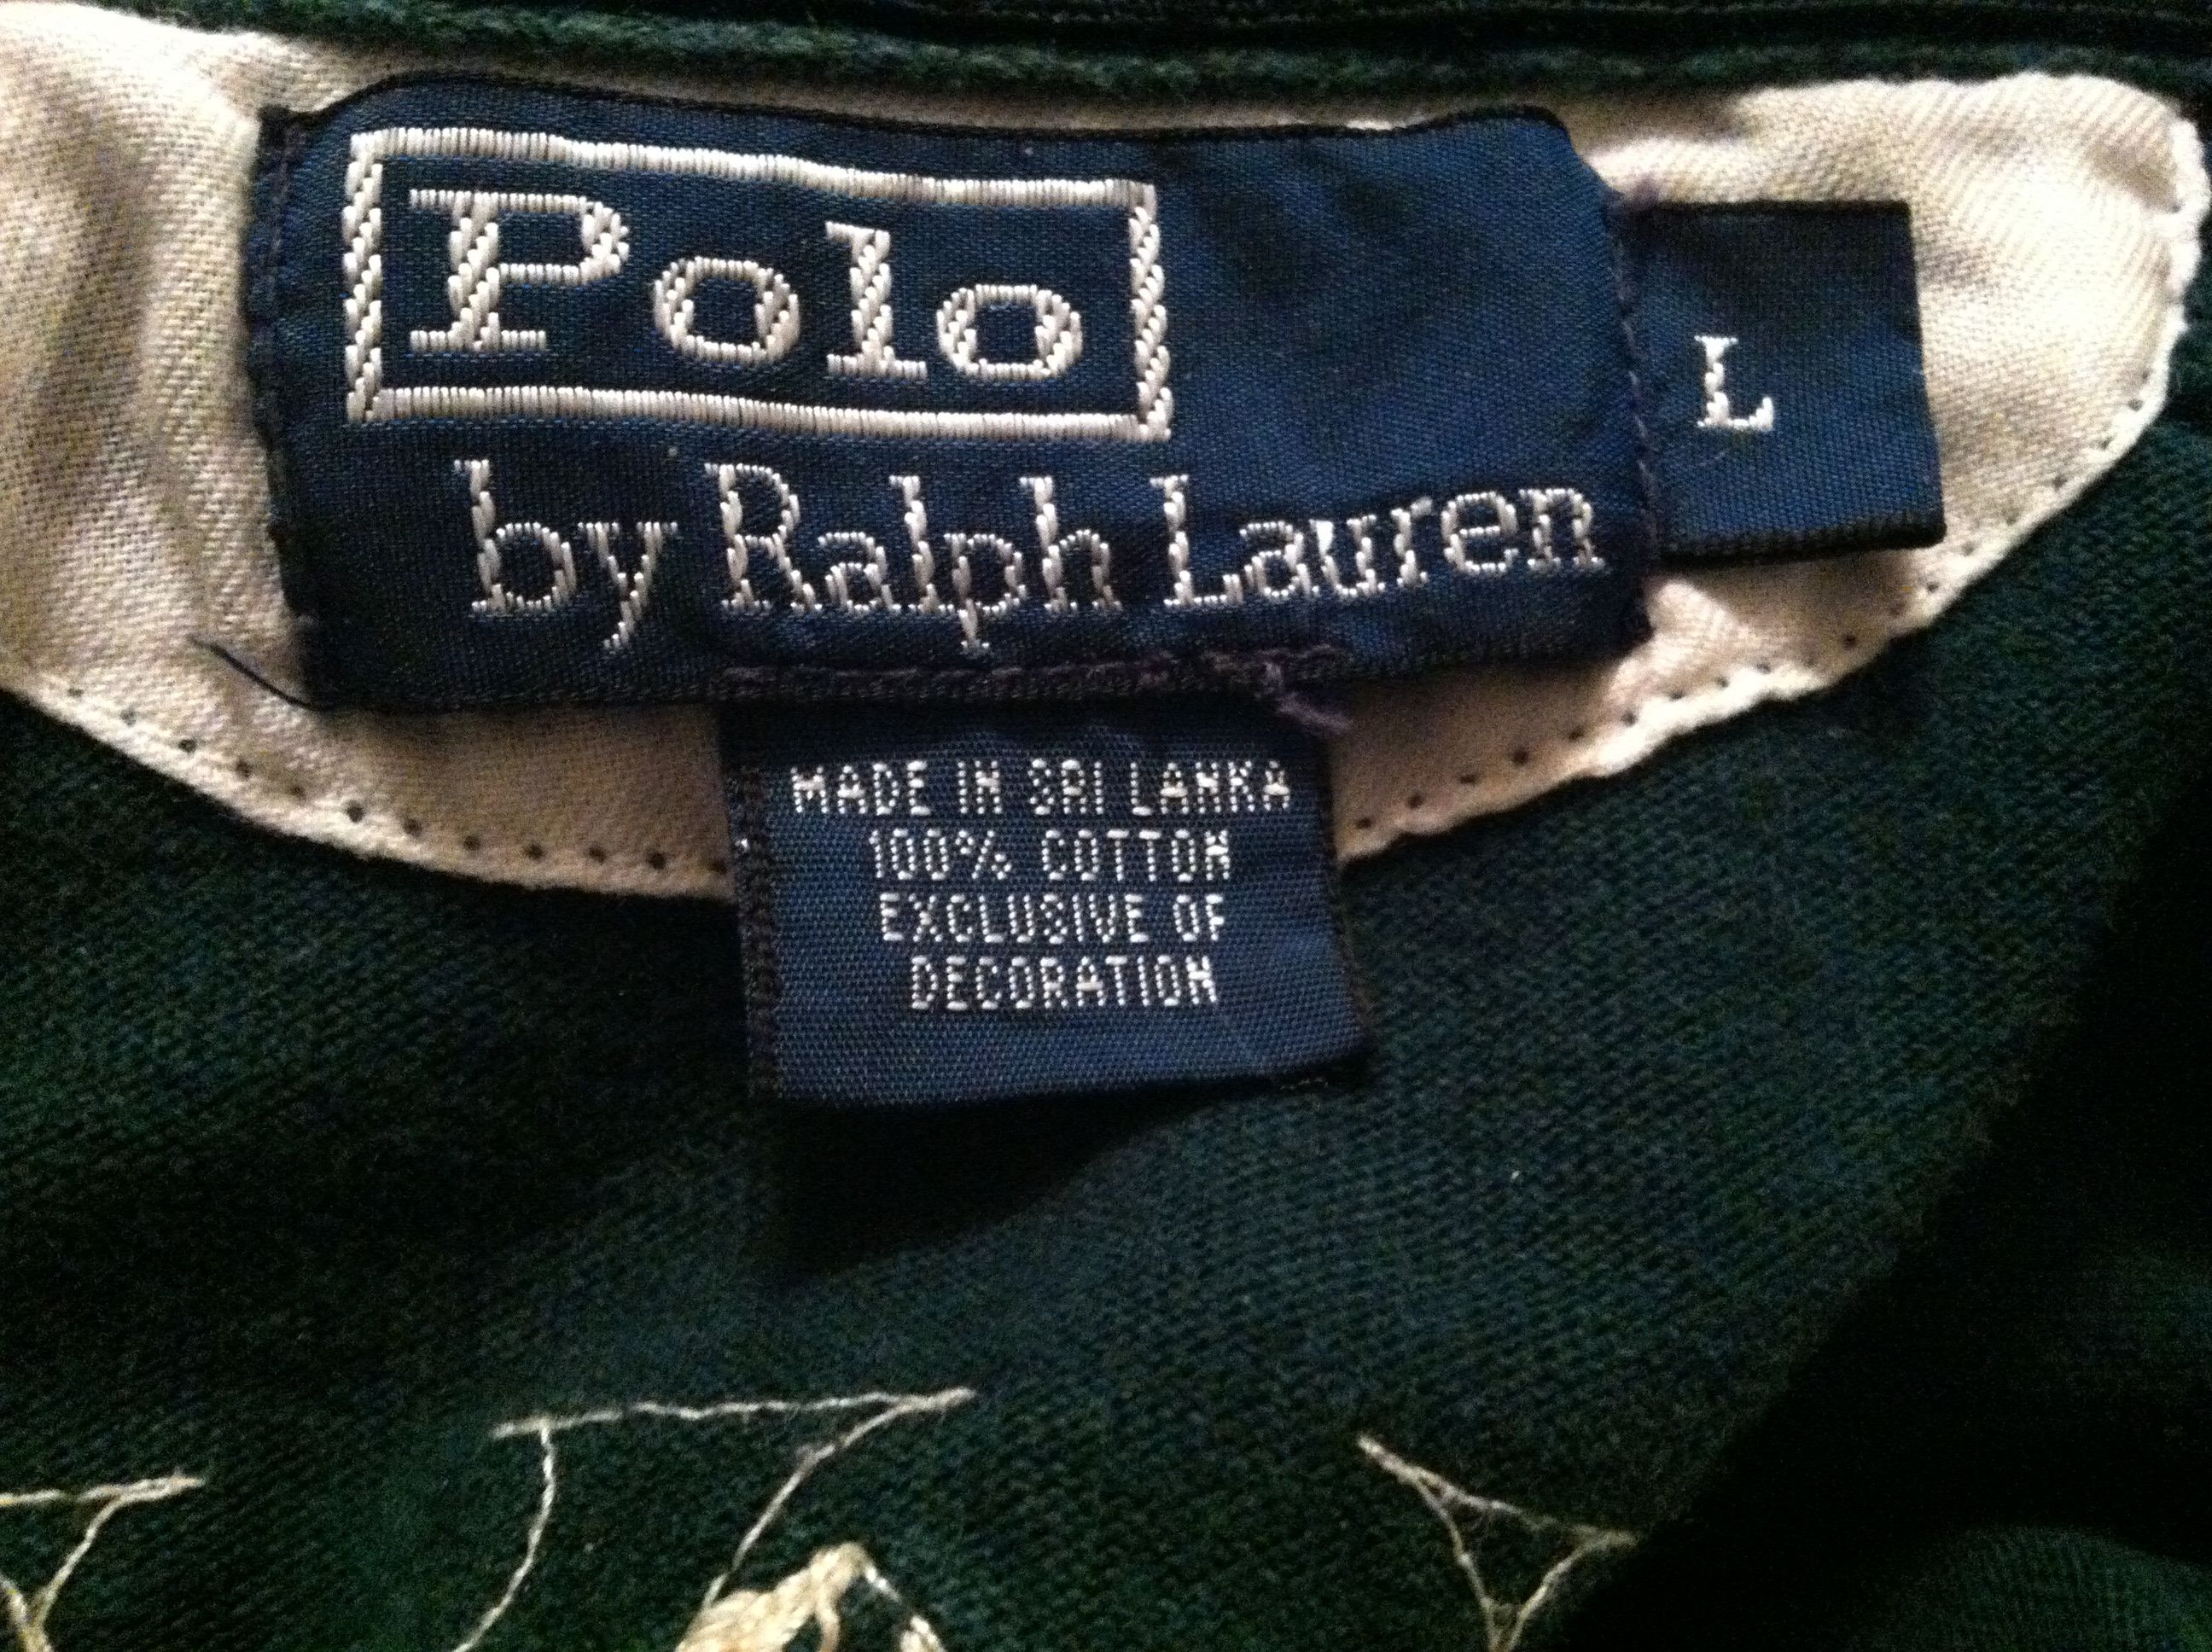 Polo
by Ralph Lauren
L
MADE IN SRI LANKA
100% COTTON
EXCLUSIVE OF
DECORATION